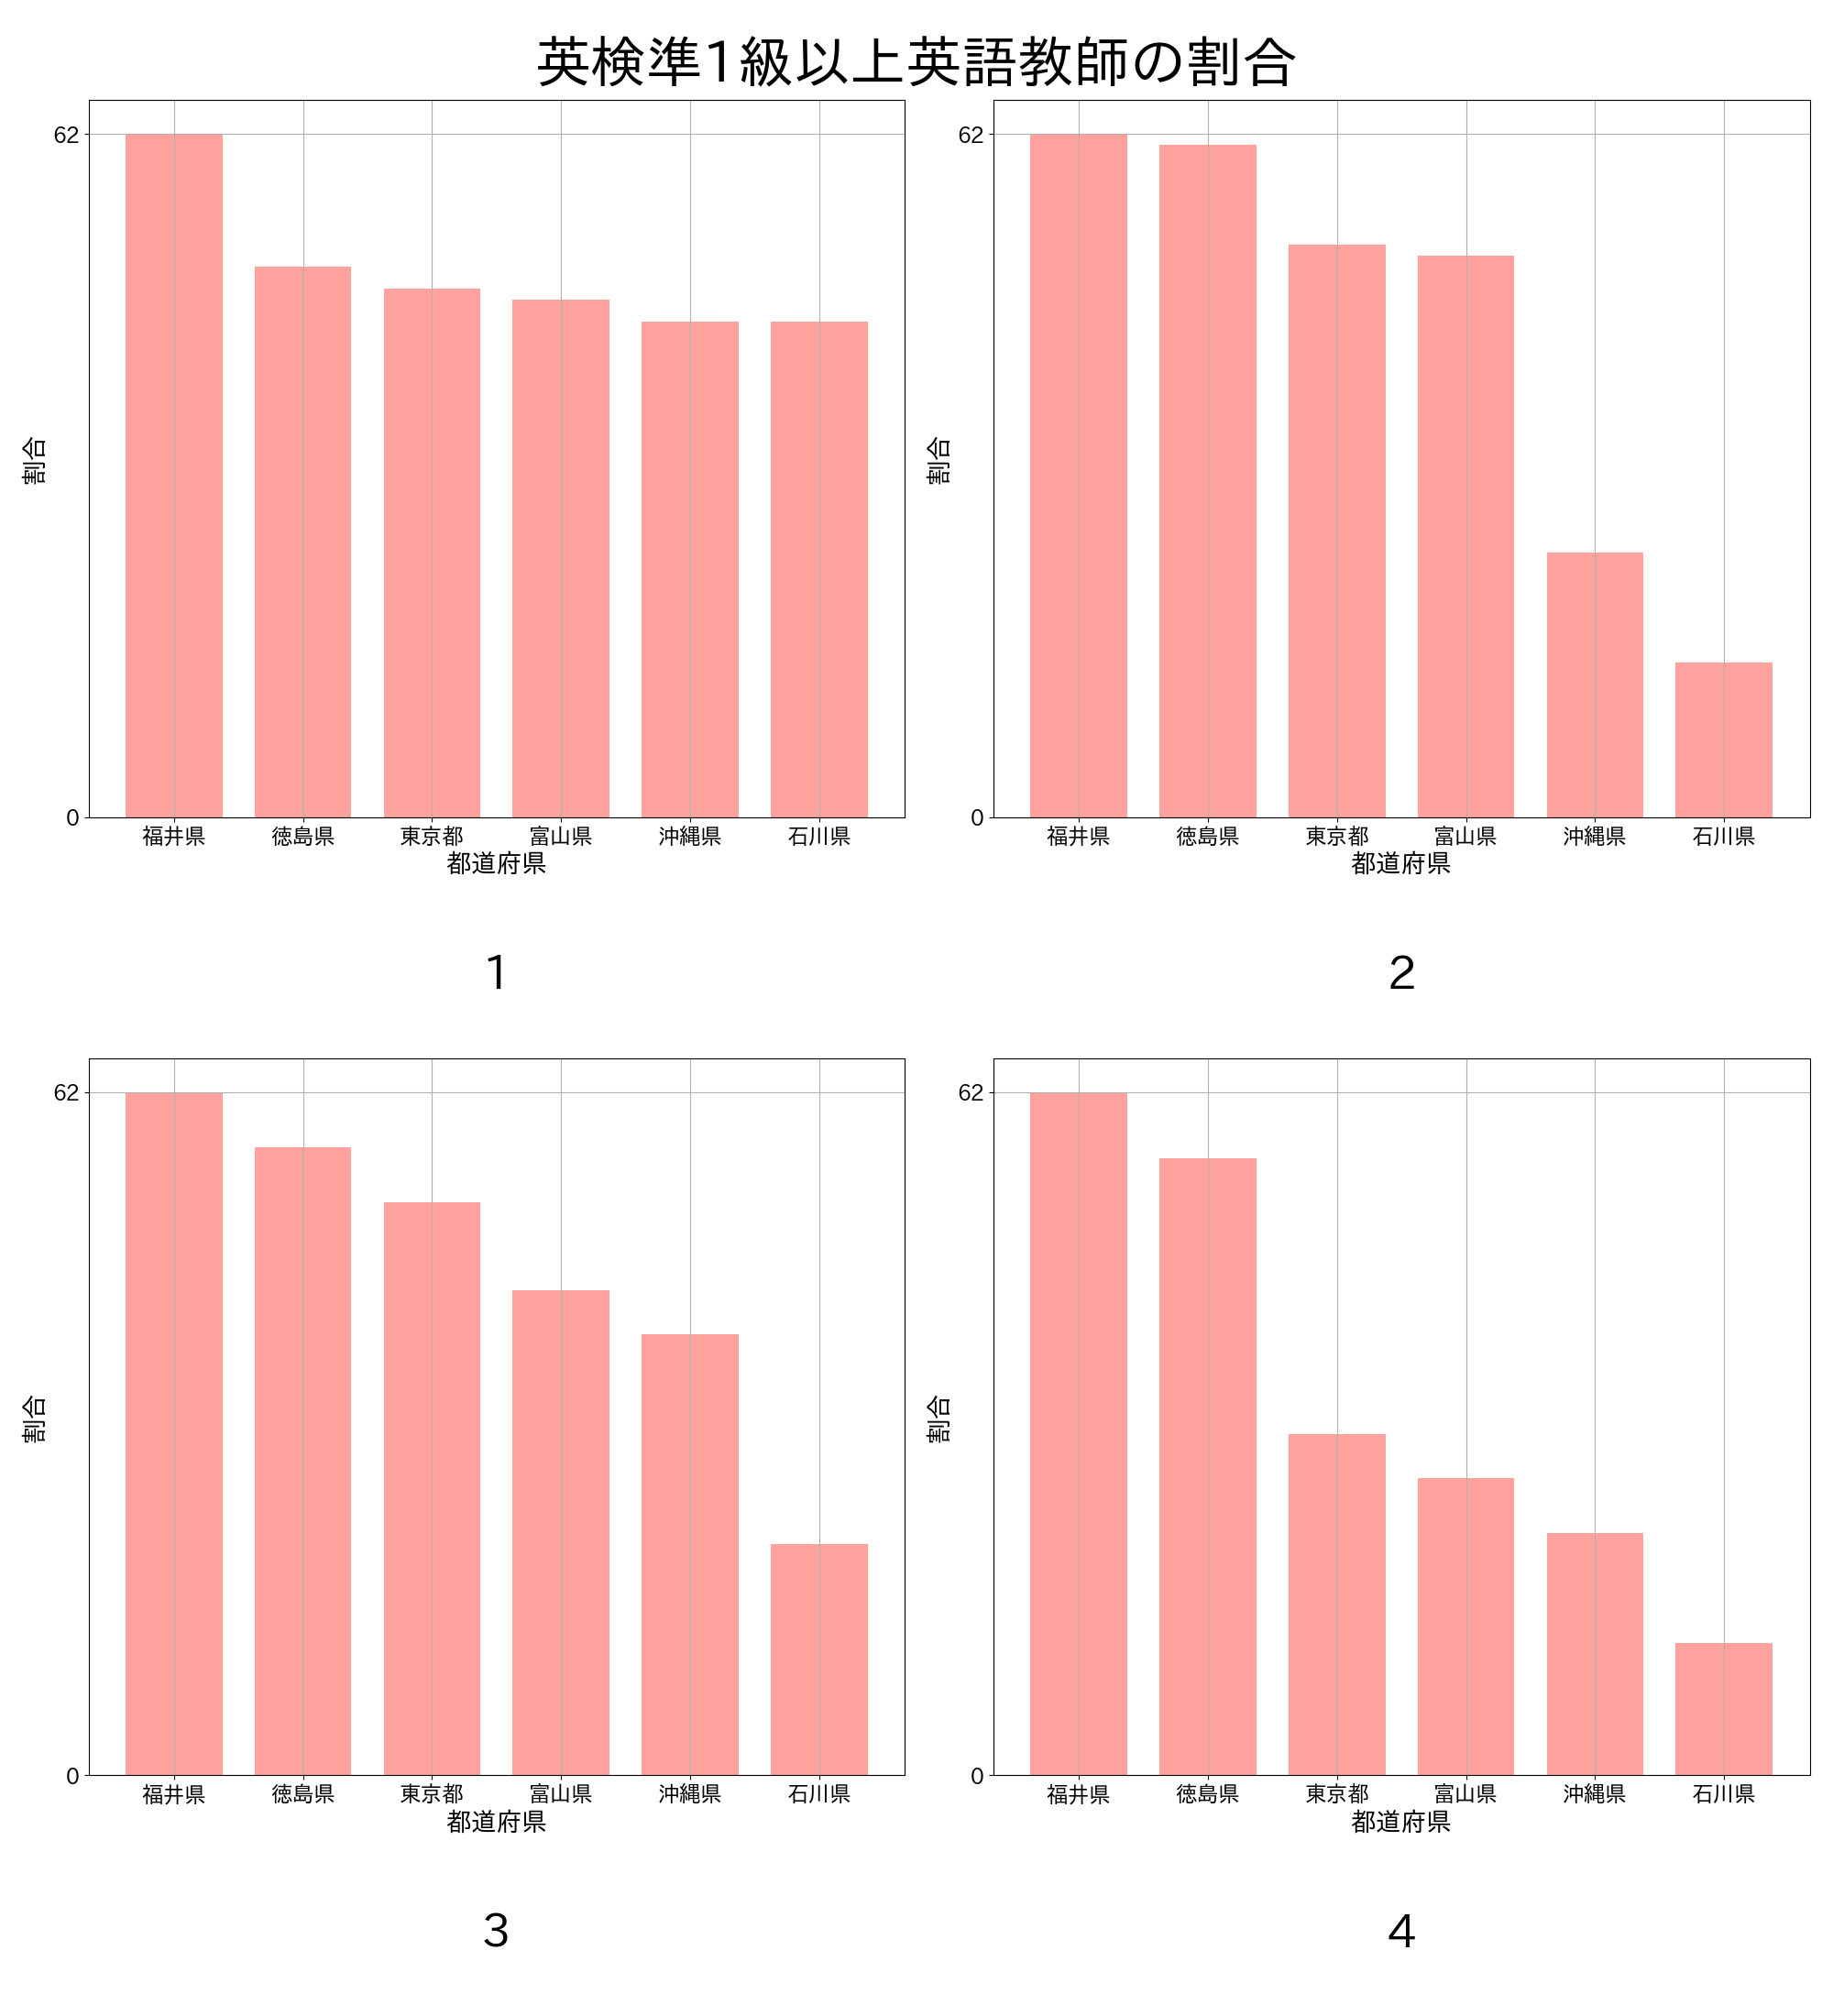 英検準1級以上英語教師の割合
62
0
割合
福井県 徳島県 東京都 富山県 沖縄県 石川県
都道府県
1
62
0
割合
福井県 徳島県 東京都 富山県 沖縄県 石川県
都道府県
2
62
0
割合
福井県 徳島県 東京都 富山県 沖縄県 石川県
都道府県
3
62
0
割合
福井県 徳島県 東京都 富山県 沖縄県 石川県
都道府県
4